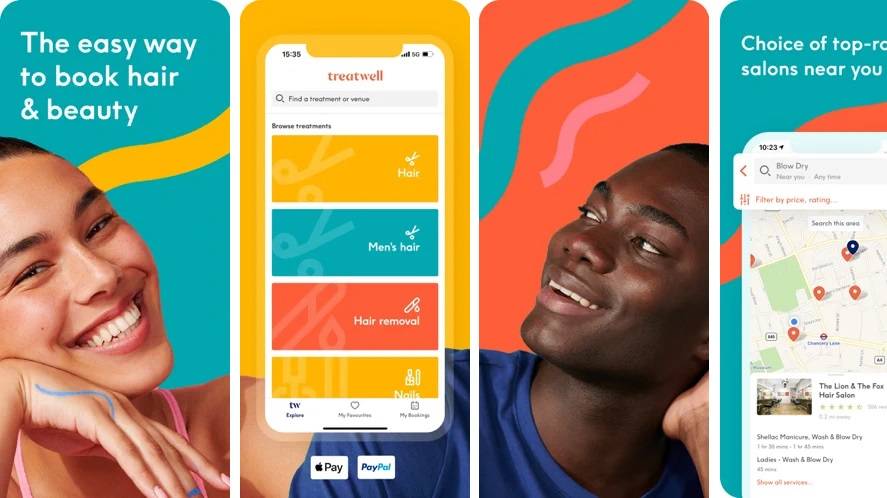 The easy way
to book hair
& beauty
15:35
5G
treatwell
Find a treatment or venue
Browse treatments
Hair
Men's hair
Hair removal
Nails
tw
Explore
My Favourites
My Bookings
Pay
PayPal
Choice of
salons near you
10:23
Blow Dry
Near you · Any time
Filter by price, rating...
Search this area
Chancery Lane
A4
The Lion & The Fox
Hair Salon
0.2 mi away
Shellac Manicure, Wash & Blow Dry
1 hr 30 mins - 1 hr 45 mins
Ladies - Wash & Blow Dry
45 mins
Show all services...